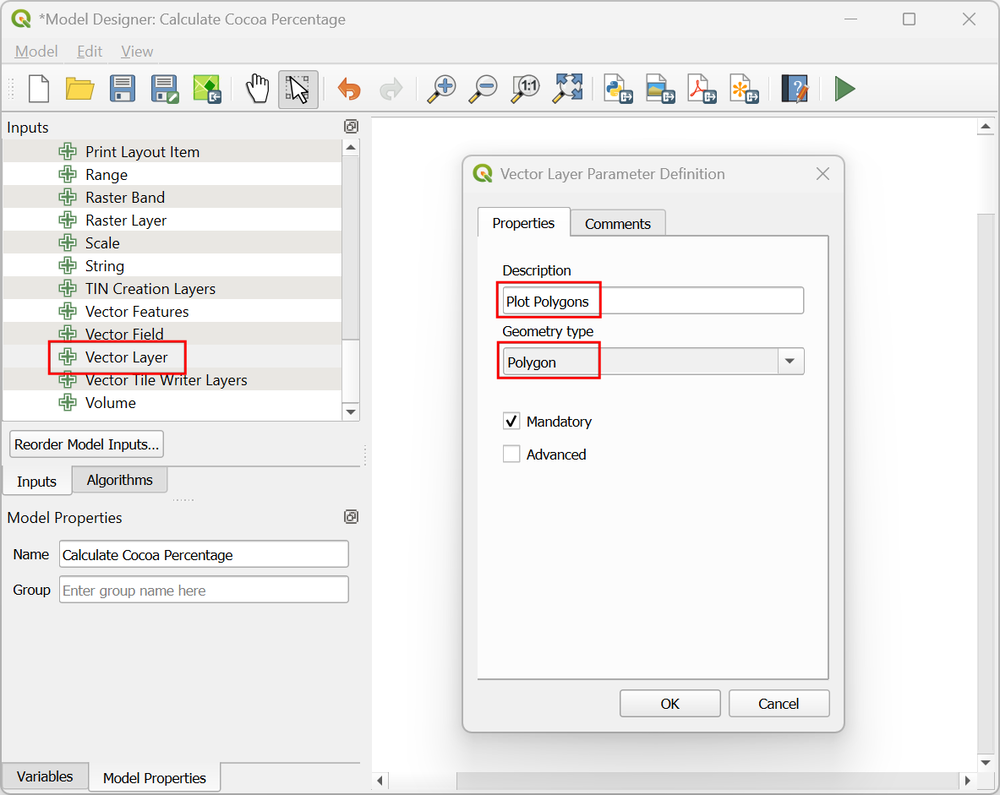 *Model Designer: Calculate Cocoa Percentage
Model Edit View
1:1
Inputs
Print Layout Item
Range
Raster Band
Raster Layer
Scale
String
TIN Creation Layers
Vector Features
Vector Field
Vector Layer
Vector Tile Writer Layers
Volume
Reorder Model Inputs...
Inputs Algorithms
Model Properties
Name Calculate Cocoa Percentage
Group Enter group name here
Variables Model Properties
Vector Layer Parameter Definition
Properties Comments
Description
Plot Polygons
Geometry type
Polygon
Mandatory
Advanced
OK Cancel